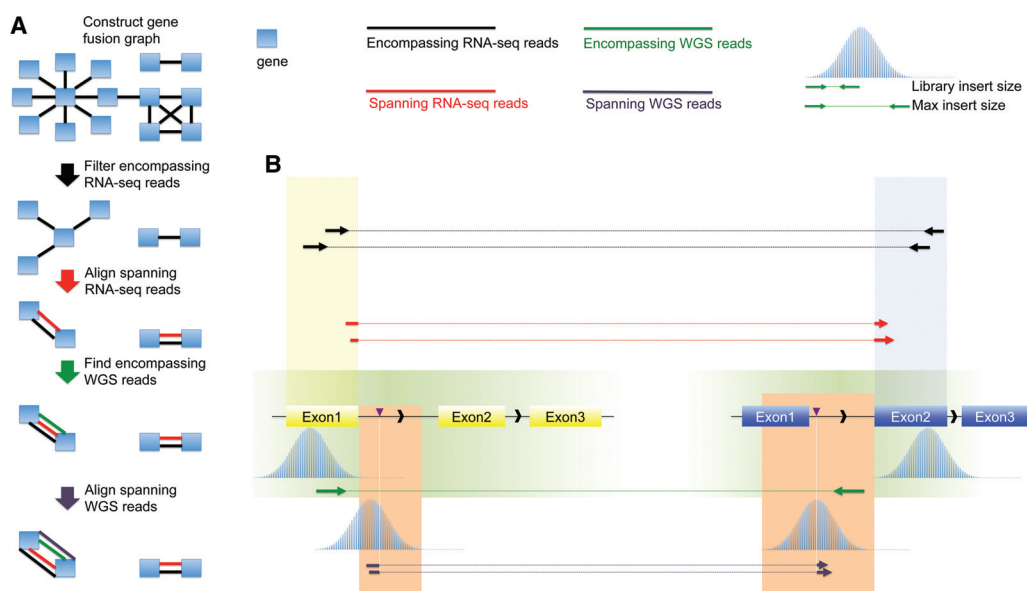 A
Construct gene
fusion graph
gene
Encompassing RNA-seq reads
Encompassing WGS reads
Spanning RNA-seq reads
Spanning WGS reads
Library insert size
Max insert size
Filter encompassing
RNA-seq reads
Align spanning
RNA-seq reads
Find encompassing
WGS reads
Align spanning
WGS reads
B
Exon1
Exon2
Exon3
Exon1
Exon2
Exon3